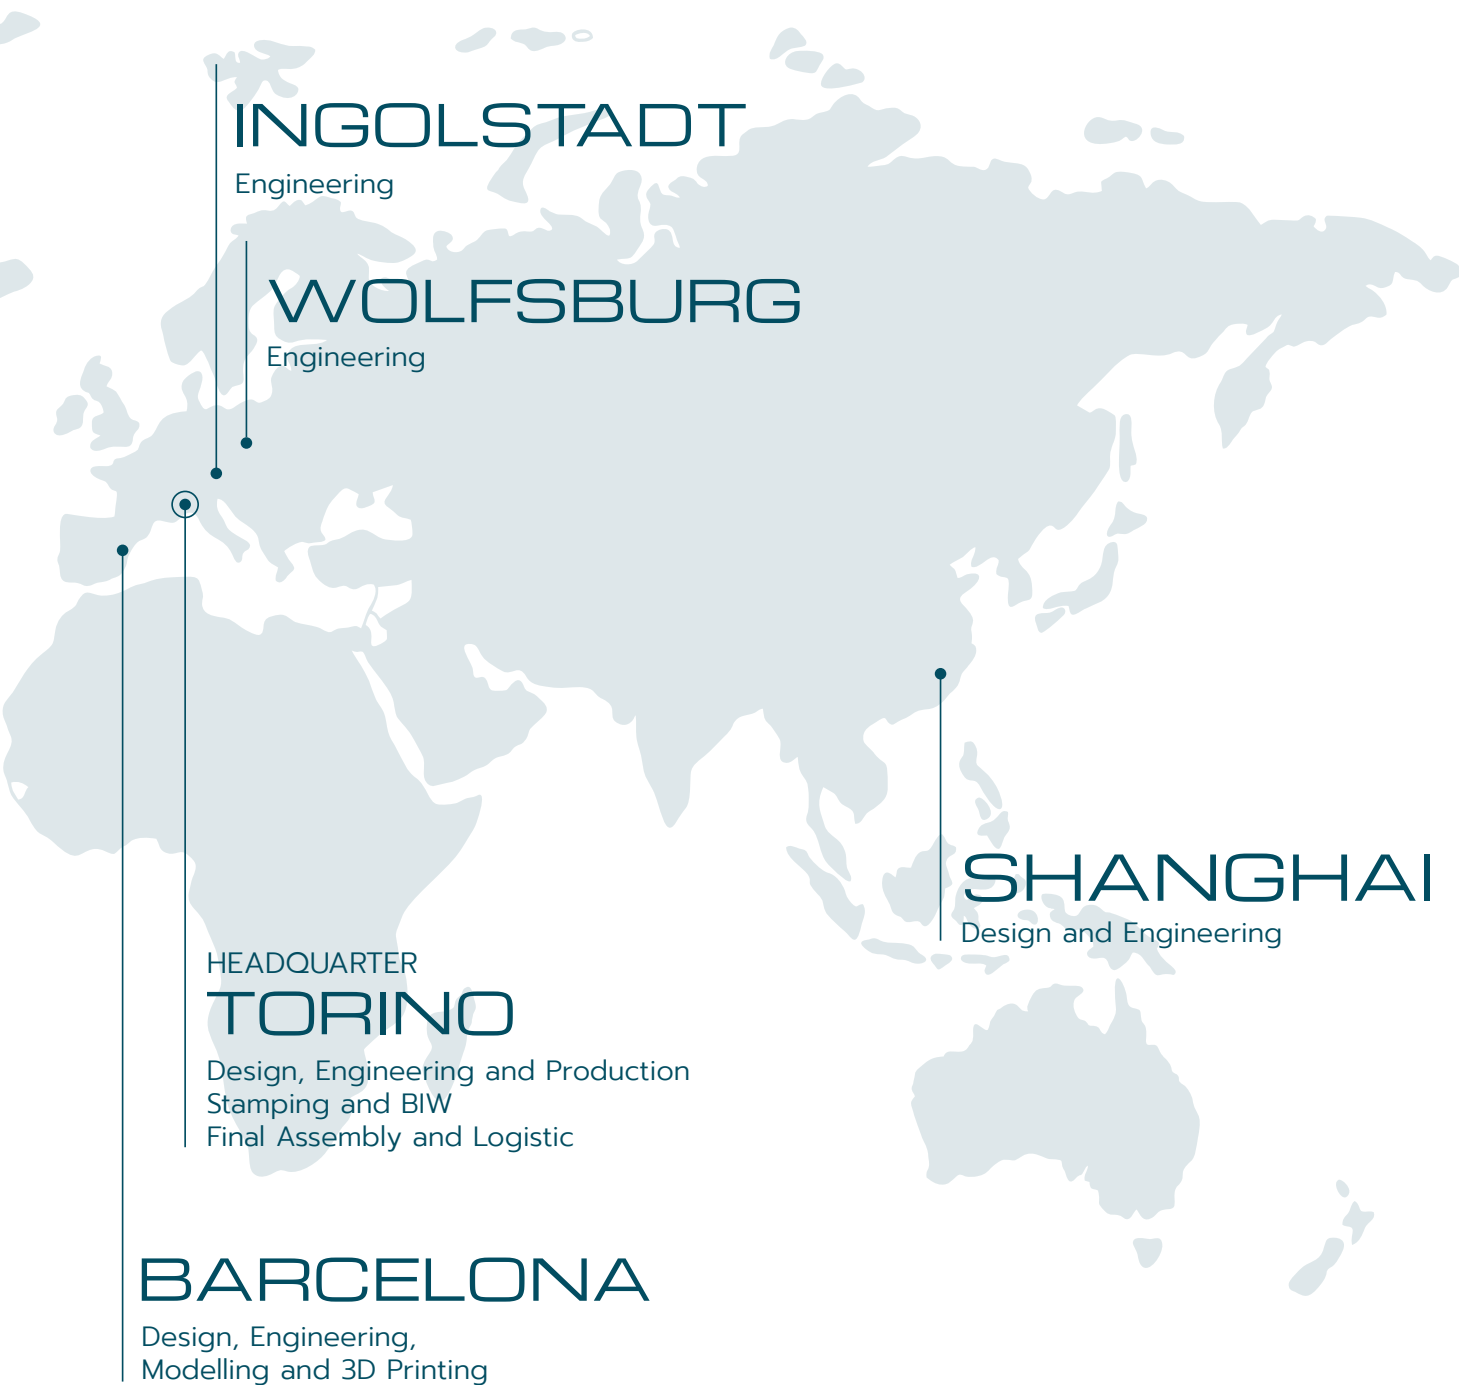 INGOLSTADT
Engineering
WOLFSBURG
Engineering
SHANGHAI
Design and Engineering
HEADQUARTER
TORINO
Design, Engineering and Production
Stamping and BIW
Final Assembly and Logistic
BARCELONA
Design, Engineering,
Modelling and 3D Printing